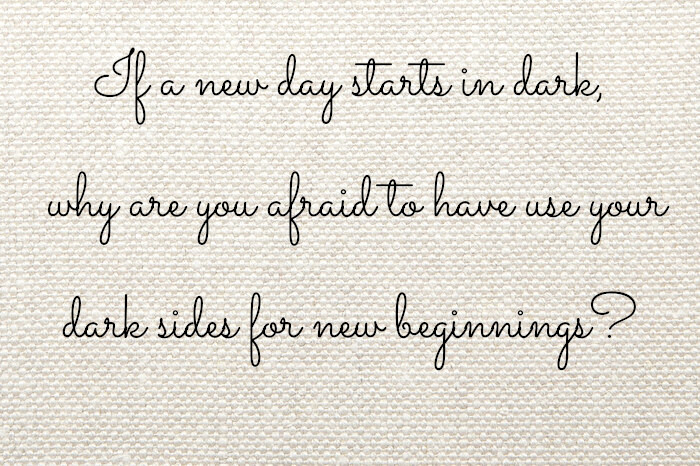 If a new day starts in dark,
why are you afraid to have use your
dark sides for new beginnings?